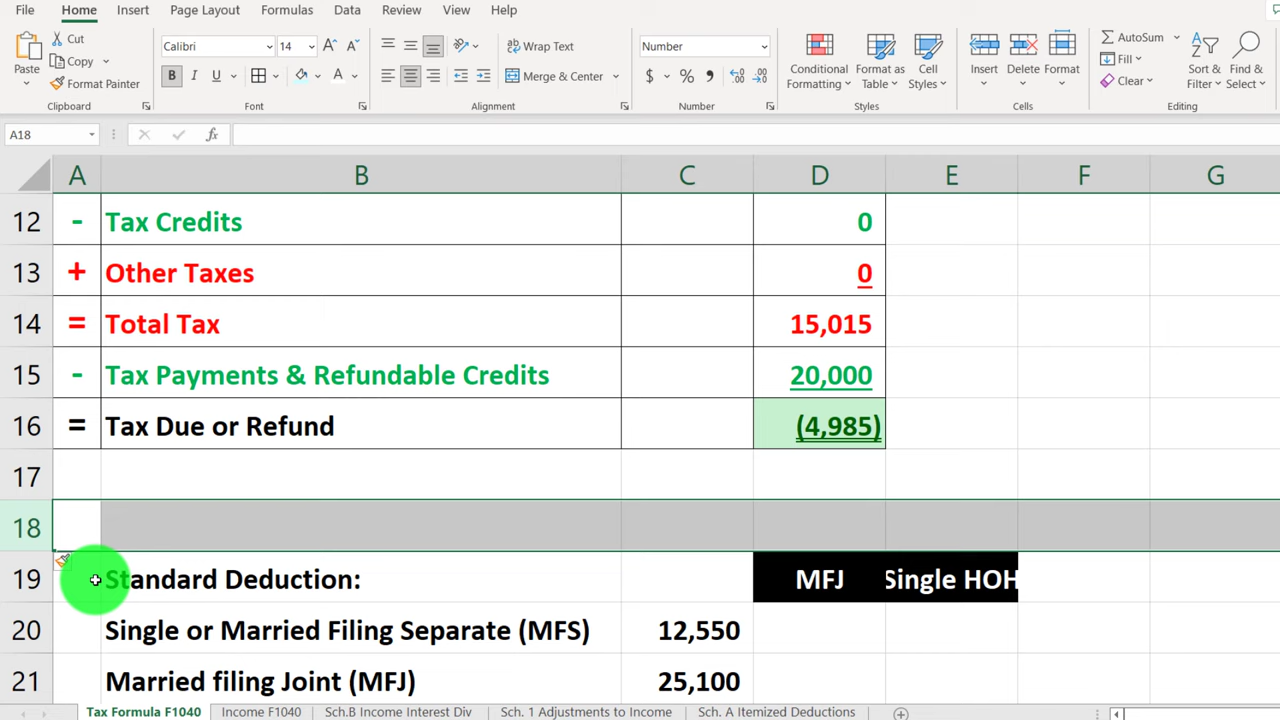 File Home Insert Page Layout Formulas Data Review View Help
Paste Cut Copy Format Painter Clipboard
Calibri 14 A A B I U A Font
Wrap Text Merge & Center Alignment
Number $ % 9 Number
Conditional Formatting Format as Table Cell Styles Styles
Insert Delete Format Cells
AutoSum Fill Clear Sort & Filter Find & Select Editing
A18 fx
A B C D E F G
12 - Tax Credits 0
13 + Other Taxes 0
14 = Total Tax 15,015
15 - Tax Payments & Refundable Credits 20,000
16 = Tax Due or Refund (4,985)
17
18
19 Standard Deduction: MFJ Single HOH
20 Single or Married Filing Separate (MFS) 12,550
21 Married filing Joint (MFJ) 25,100
Tax Formula F1040 Income F1040 Sch.B Income Interest Div Sch. 1 Adjustments to Income Sch. A Itemized Deductions